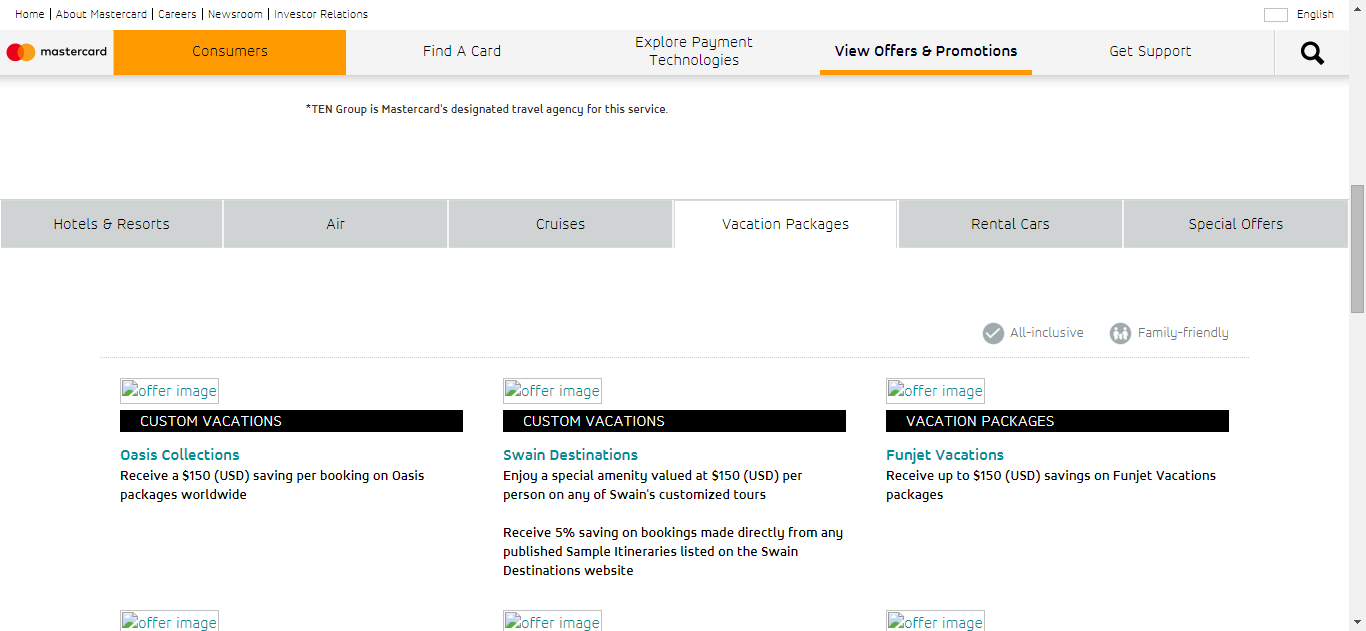 Home | About Mastercard | Careers | Newsroom | Investor Relations
English
mastercard
Consumers
Find A Card
Explore Payment
Technologies
View Offers & Promotions
Get Support
*TEN Group is Mastercard's designated travel agency for this service.
Hotels & Resorts
Air
Cruises
Vacation Packages
Rental Cars
Special Offers
All-inclusive
Family-friendly
offer image
CUSTOM VACATIONS
Oasis Collections
Receive a $150 (USD) saving per booking on Oasis
packages worldwide
offer image
CUSTOM VACATIONS
Swain Destinations
Enjoy a special amenity valued at $150 (USD) per
person on any of Swain's customized tours
Receive 5% saving on bookings made directly from any
published Sample Itineraries listed on the Swain
Destinations website
offer image
VACATION PACKAGES
Funjet Vacations
Receive up to $150 (USD) savings on Funjet Vacations
packages
offer image
offer image
offer image